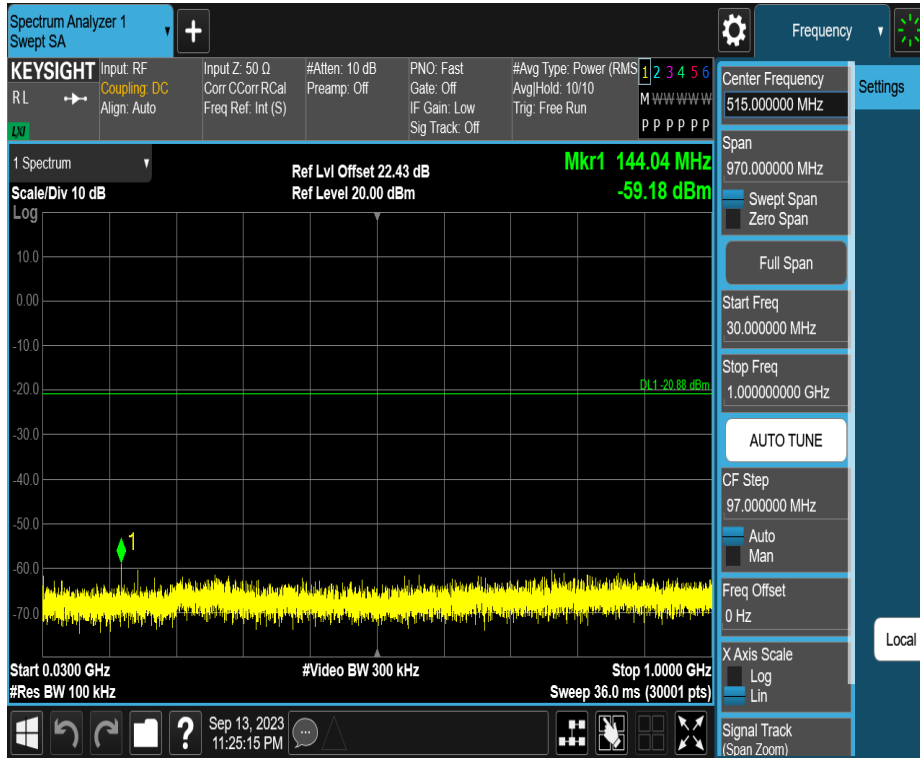 Spectrum Analyzer 1
Swept SA
Frequency
KEYSIGHT
R L
LXI
Input: RF
Coupling: DC
Align: Auto
Input Z: 50 Ω
Corr CCorr RCal
Freq Ref: Int (S)
#Atten: 10 dB
Preamp: Off
PNO: Fast
Gate: Off
IF Gain: Low
Sig Track: Off
#Avg Type: Power (RMS
Avg|Hold: 10/10
Trig: Free Run
1 2 3 4 5 6
M W W W W W
P P P P P P
1 Spectrum
Scale/Div 10 dB
Log
Ref Lvl Offset 22.43 dB
Ref Level 20.00 dBm
Mkr1 144.04 MHz
-59.18 dBm
10.0
0.00
-10.0
-20.0
-30.0
-40.0
-50.0
-60.0
-70.0
DL1 -20.88 dBm
1
Start 0.0300 GHz
#Res BW 100 kHz
#Video BW 300 kHz
Stop 1.0000 GHz
Sweep 36.0 ms (30001 pts)
?
Sep 13, 2023
11:25:15 PM
Center Frequency
515.000000 MHz
Span
970.000000 MHz
Swept Span
Zero Span
Full Span
Start Freq
30.000000 MHz
Stop Freq
1.000000000 GHz
AUTO TUNE
CF Step
97.000000 MHz
Auto
Man
Freq Offset
0 Hz
X Axis Scale
Log
Lin
Signal Track
(Span Zoom)
Settings
Local